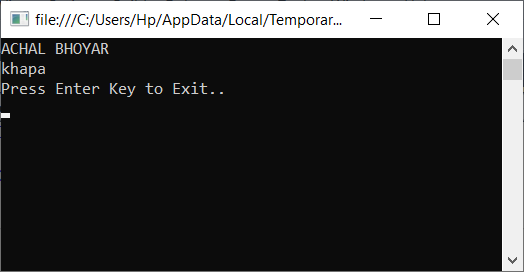 file:///C:/Users/Hp/AppData/Local/Temporar...
ACHAL BHOYAR
khapa
Press Enter Key to Exit..